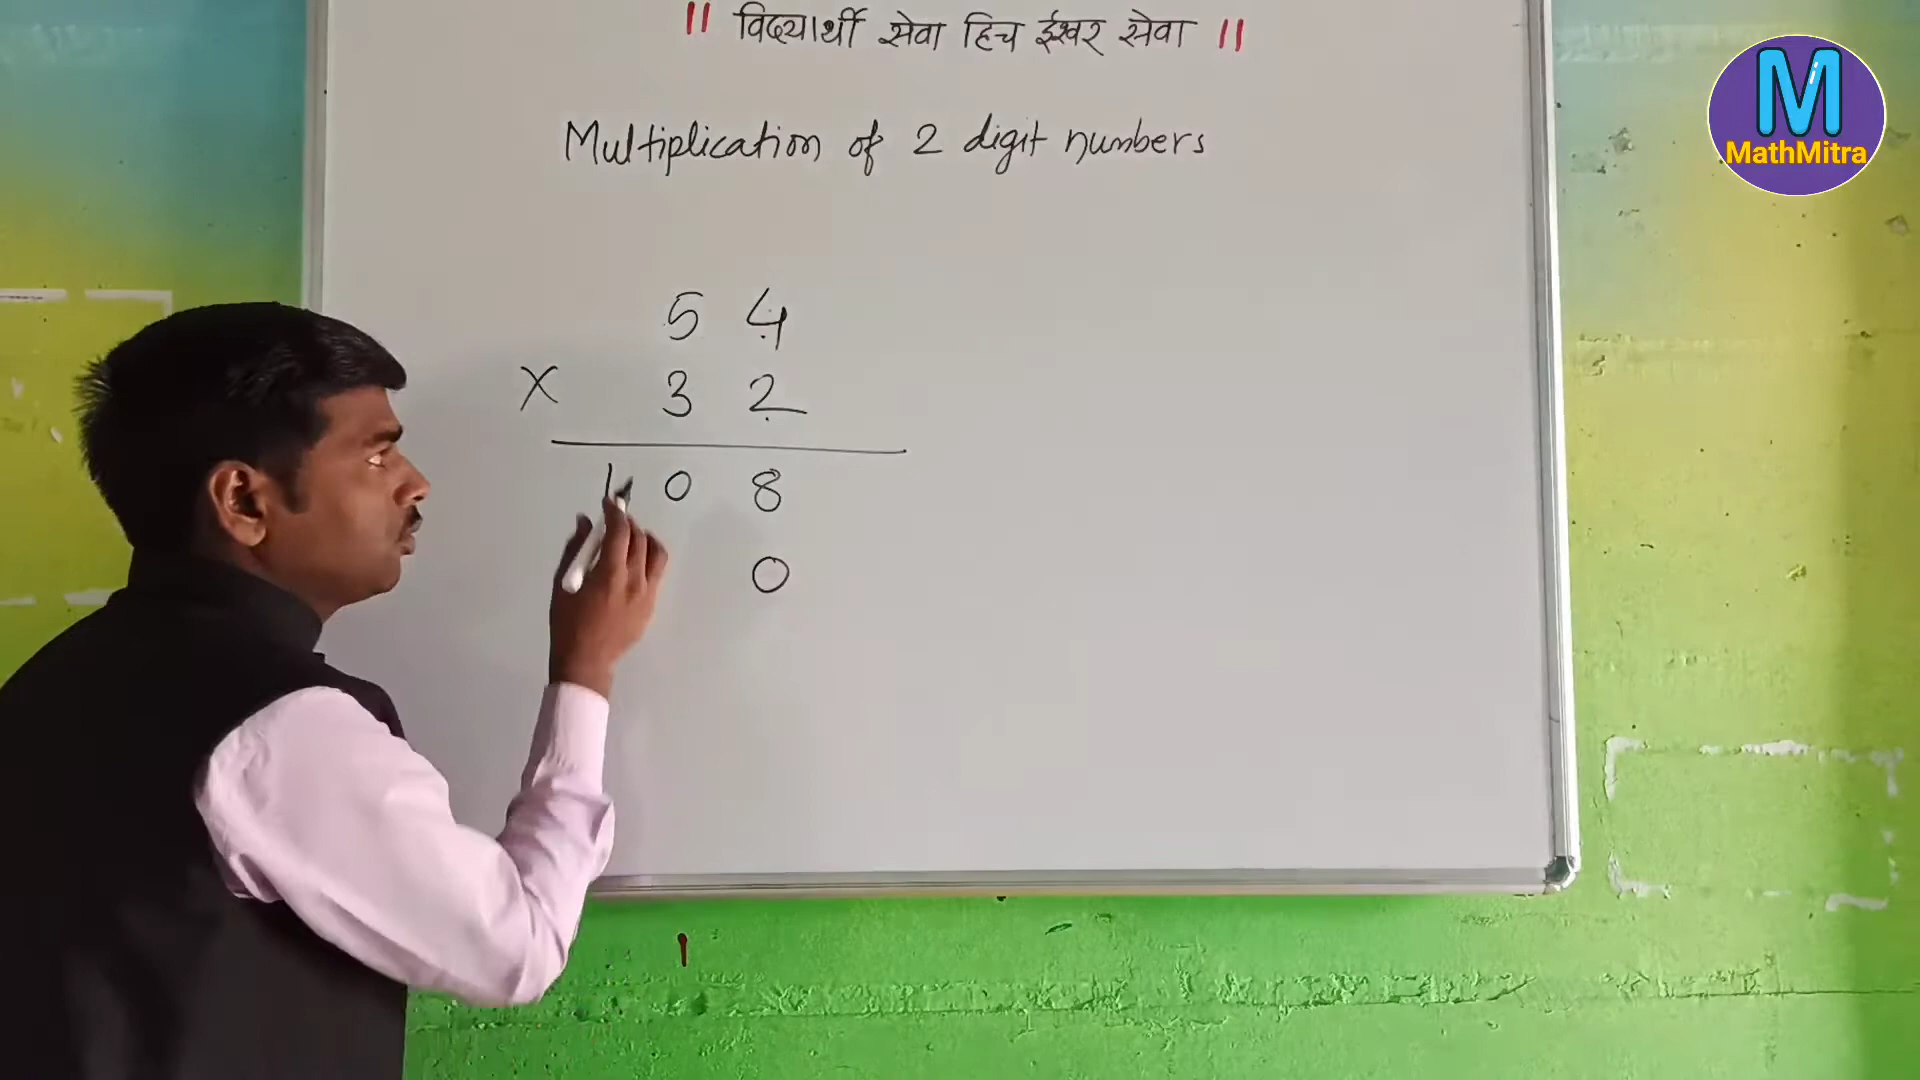 || विद्यार्थी सेवा हिच ईश्वर सेवा ||
M
MathMitra
Multiplication of 2 digit numbers
5 4
X 3 2
1 0 8
0